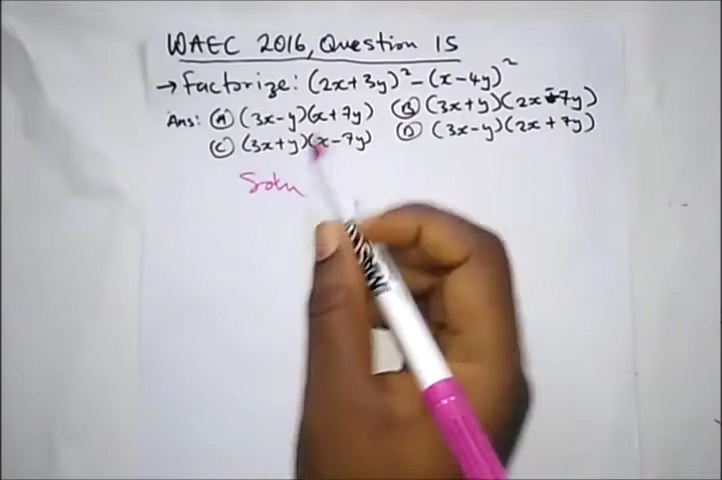 WAEC 2016, Question 15
→ Factorize: (2x+3y)² - (x-4y)²
Ans: (A) (3x-y)(x+7y) (B) (3x+y)(2x-7y)
(C) (3x+y)(x-7y) (D) (3x-y)(2x+7y)
Soln